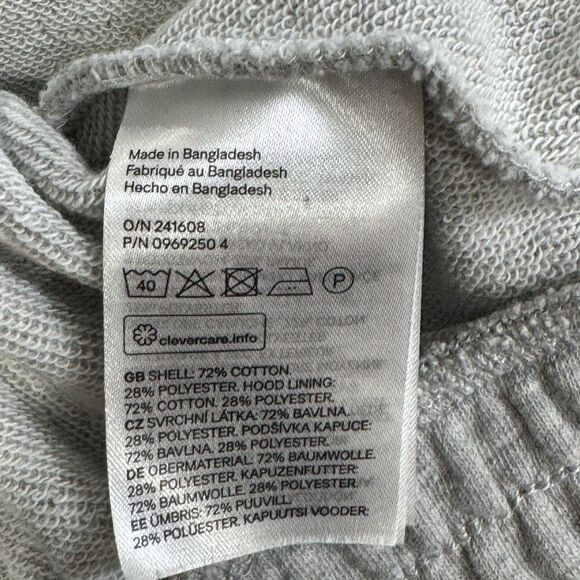 Made in Bangladesh
Fabriqué au Bangladesh
Hecho en Bangladesh
O/N 241608
P/N 0969250 4
40 P
clevercare.info
GB SHELL: 72% COTTON.
28% POLYESTER. HOOD LINING:
72% COTTON. 28% POLYESTER.
CZ SVRCHNÍ LÁTKA: 72% BAVLNA.
28% POLYESTER. PODŠÍVKA KAPUCE:
72% BAVLNA. 28% POLYESTER.
DE OBERMATERIAL: 72% BAUMWOLLE.
28% POLYESTER. KAPUZENFUTTER:
72% BAUMWOLLE. 28% POLYESTER.
EE ÜMBRIS: 72% PUUVILL.
28% POLÜESTER. KAPUUTSI VOODER: